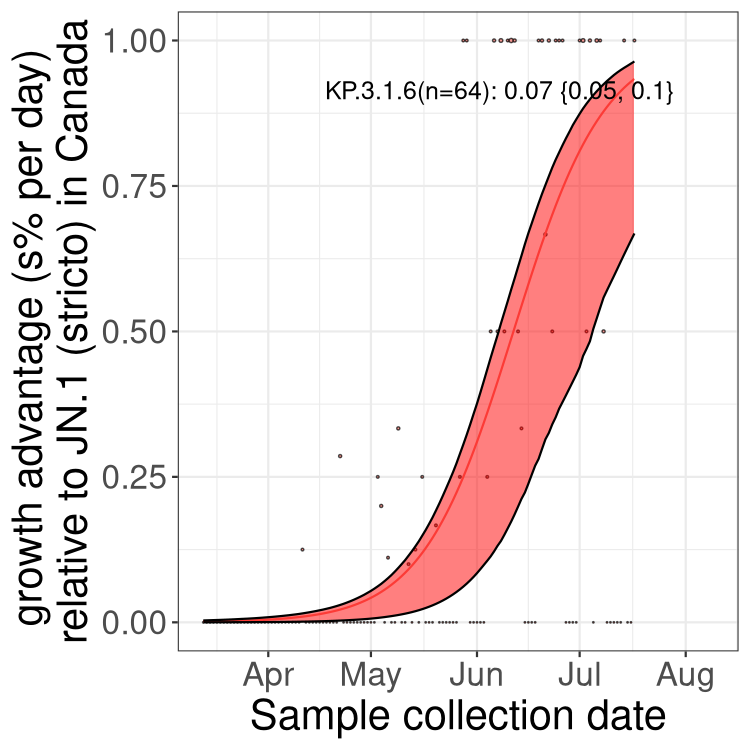 growth advantage (s% per day)
relative to JN.1 (stricto) in Canada
1.00
0.75
0.50
0.25
0.00
KP.3.1.6(n=64): 0.07 {0.05, 0.1}
Apr May Jun Jul Aug
Sample collection date